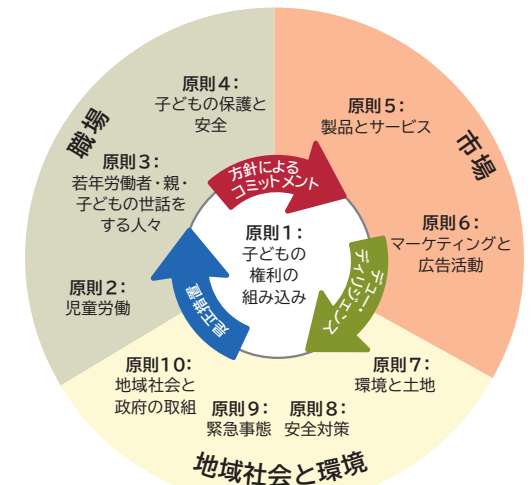 職場
原則4：
子どもの保護と
安全
原則3：
若年労働者・親・
子どもの世話を
する人々
原則2：
児童労働
市場
原則5：
製品とサービス
原則6：
マーケティングと
広告活動
方針による
コミットメント
デュー・
ディリジェンス
是正措置
原則1：
子どもの
権利の
組み込み
原則7：
環境と土地
原則8：
安全対策
原則9：
緊急事態
原則10：
地域社会と
政府の取組
地域社会と環境